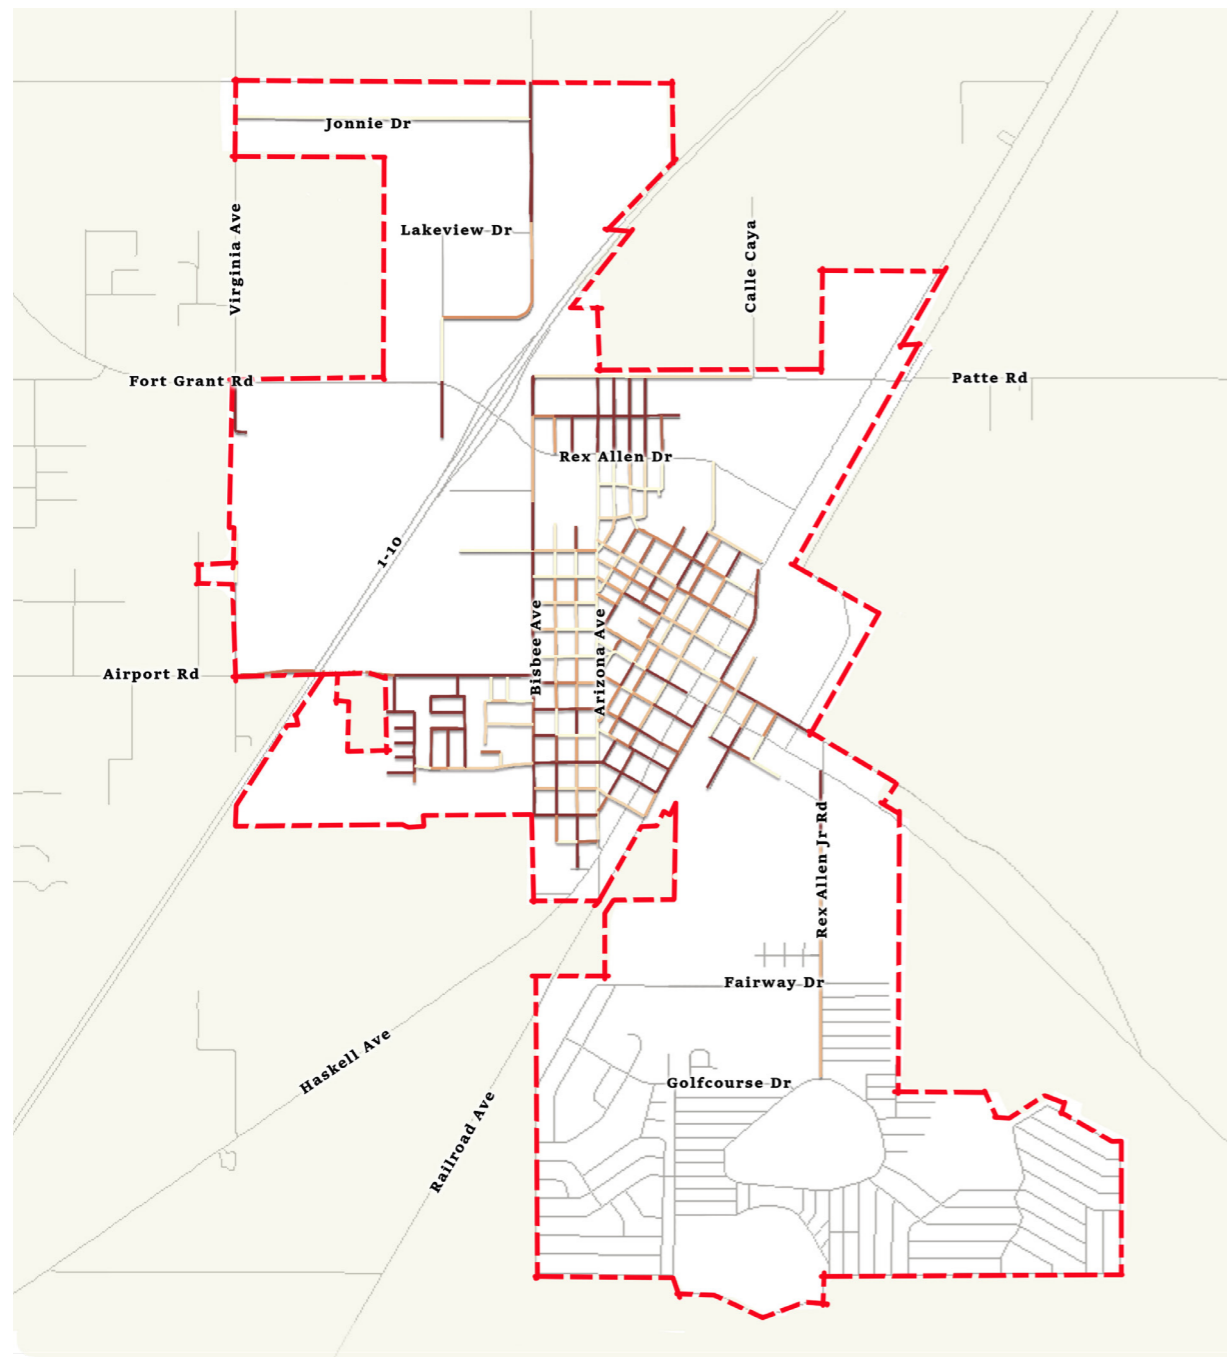 Jonnie Dr
Virginia Ave
Lakeview Dr
Calle Caya
Fort Grant Rd
Patte Rd
Rex Allen Dr
1-10
Bisbee Ave
Arizona Ave
Airport Rd
Rex Allen Jr Rd
Fairway Dr
Haskell Ave
Golfcourse Dr
Railroad Ave